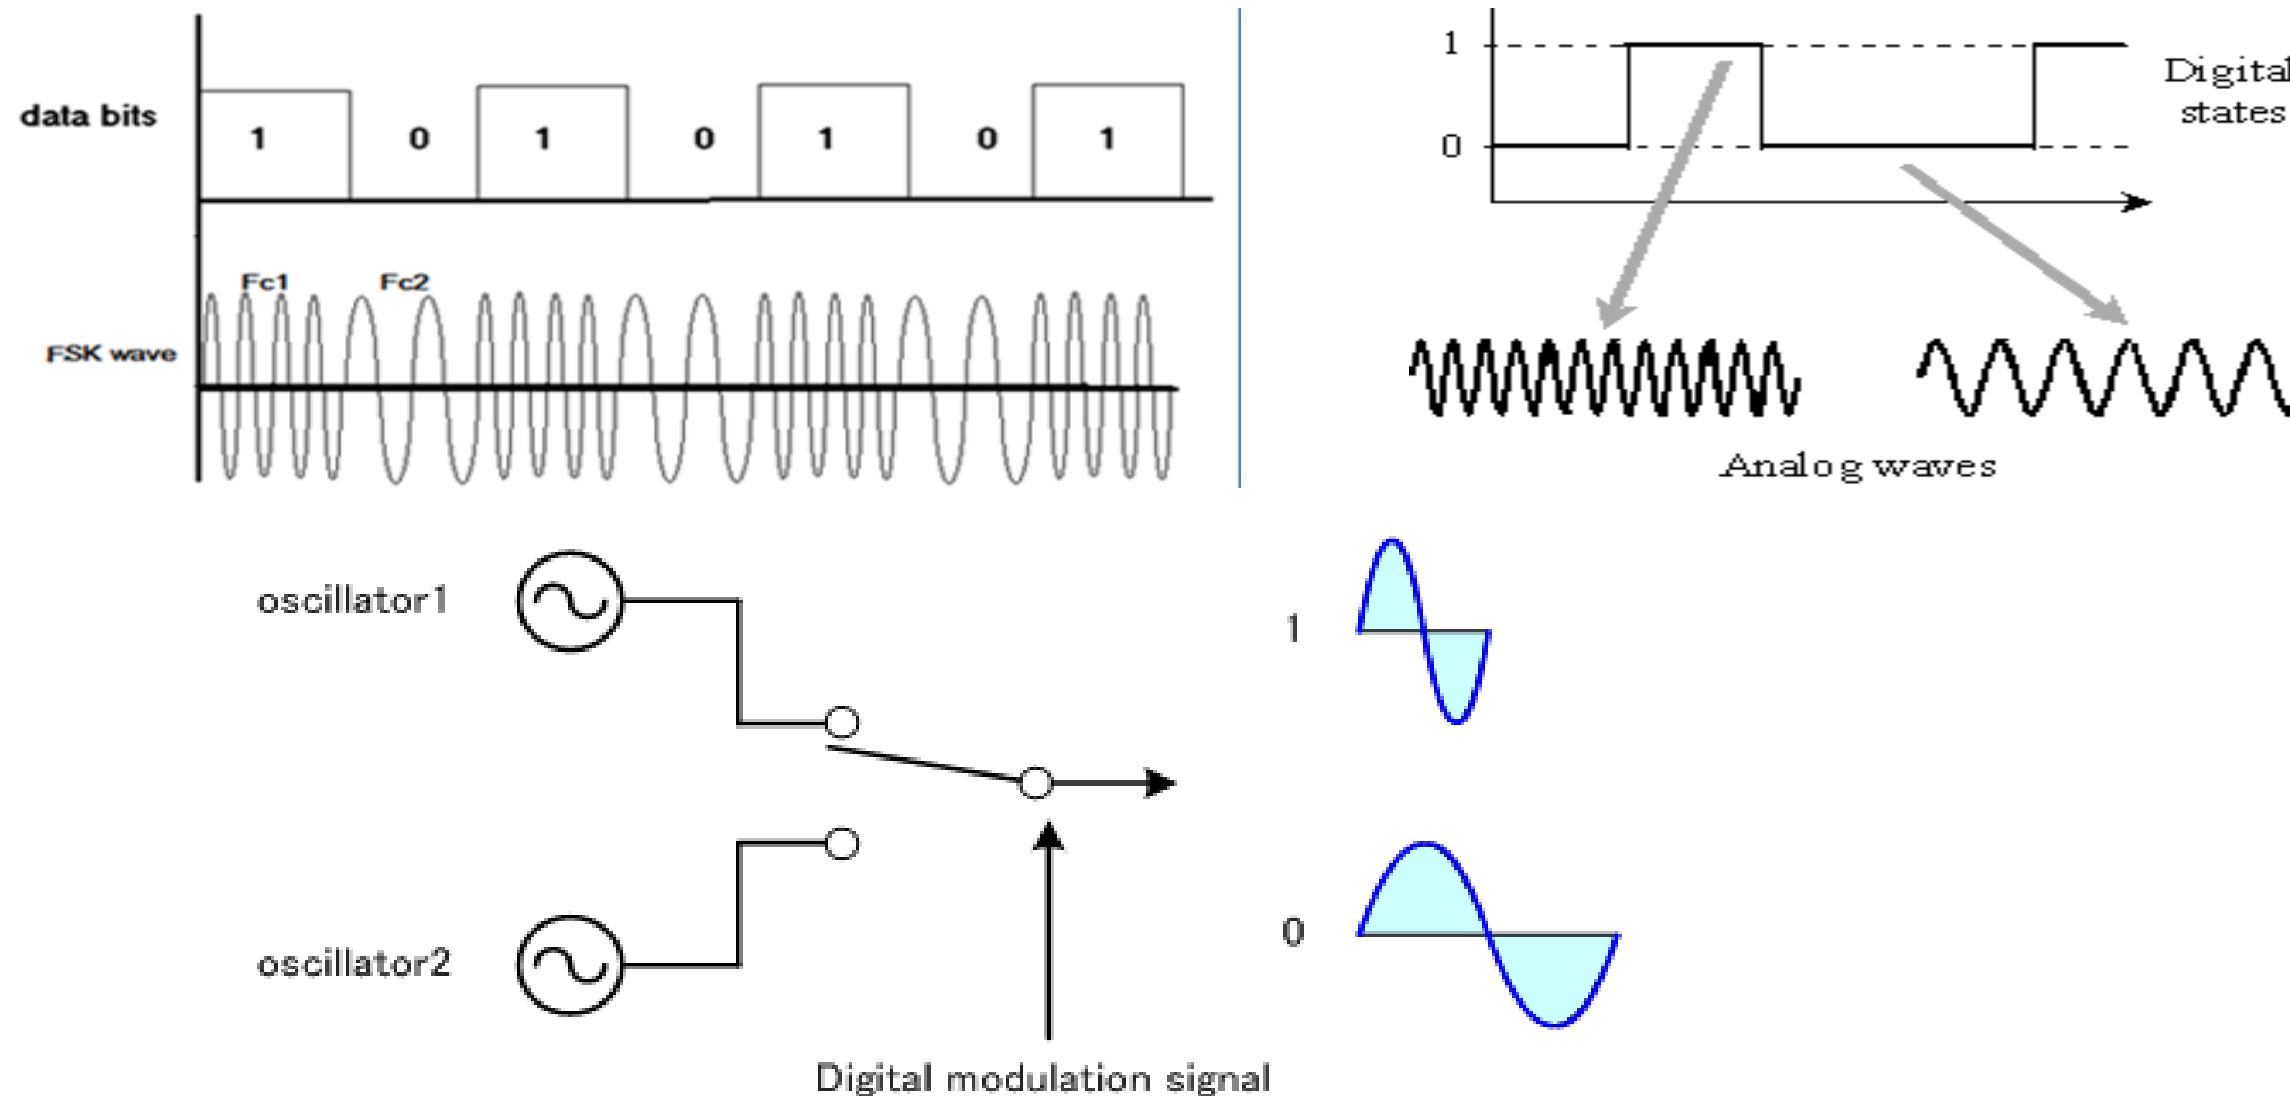 data bits
1 0 1 0 1 0 1
Fc1 Fc2
FSK wave
1
0
Digital
states
Analog waves
oscillator1
oscillator2
Digital modulation signal
1
0